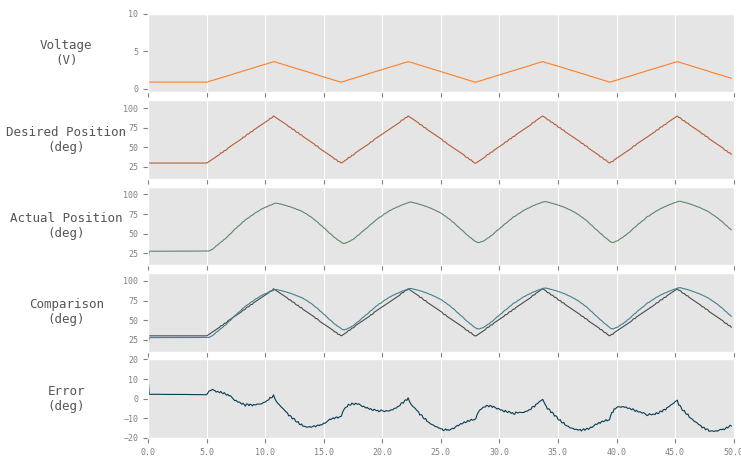 Voltage
(V)
10
5
0
Desired Position
(deg)
100
75
50
25
Actual Position
(deg)
100
75
50
25
Comparison
(deg)
100
75
50
25
Error
(deg)
20
10
0
−10
−20
0.0 5.0 10.0 15.0 20.0 25.0 30.0 35.0 40.0 45.0 50.0